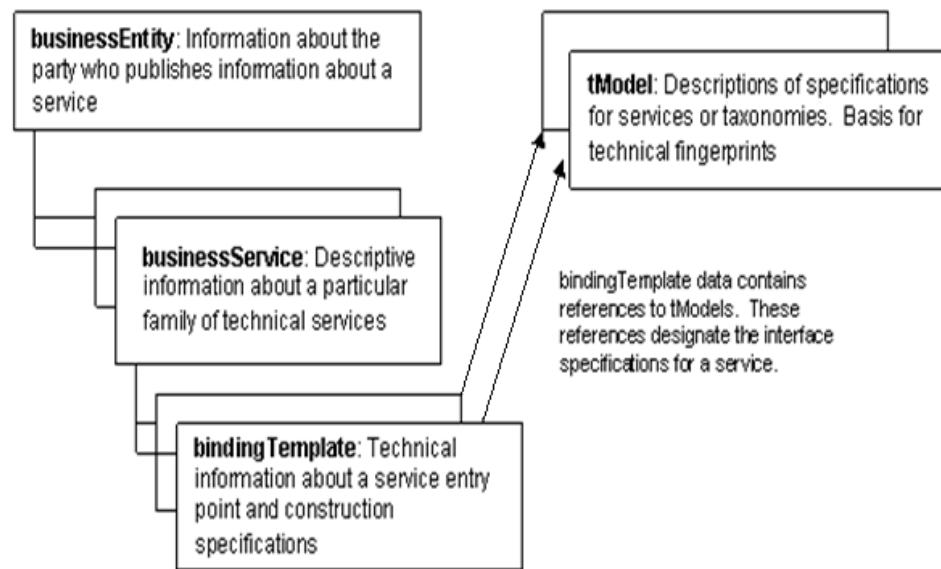 businessEntity: Information about the
party who publishes information about a
service
tModel: Descriptions of specifications
for services or taxonomies. Basis for
technical fingerprints
businessService: Descriptive
information about a particular
family of technical services
bindingTemplate data contains
references to tModels. These
references designate the interface
specifications for a service.
bindingTemplate: Technical
information about a service entry
point and construction
specifications